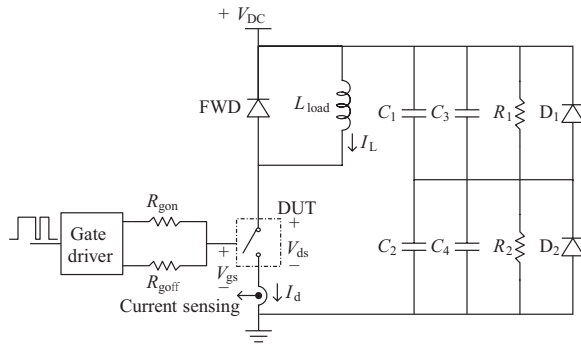 + V_DC
FWD
L_load
I_L
C_1
C_3
R_1
D_1
R_gon
DUT
Gate
driver
+
V_gs
−
+
V_ds
−
C_2
C_4
R_2
D_2
R_goff
I_d
Current sensing